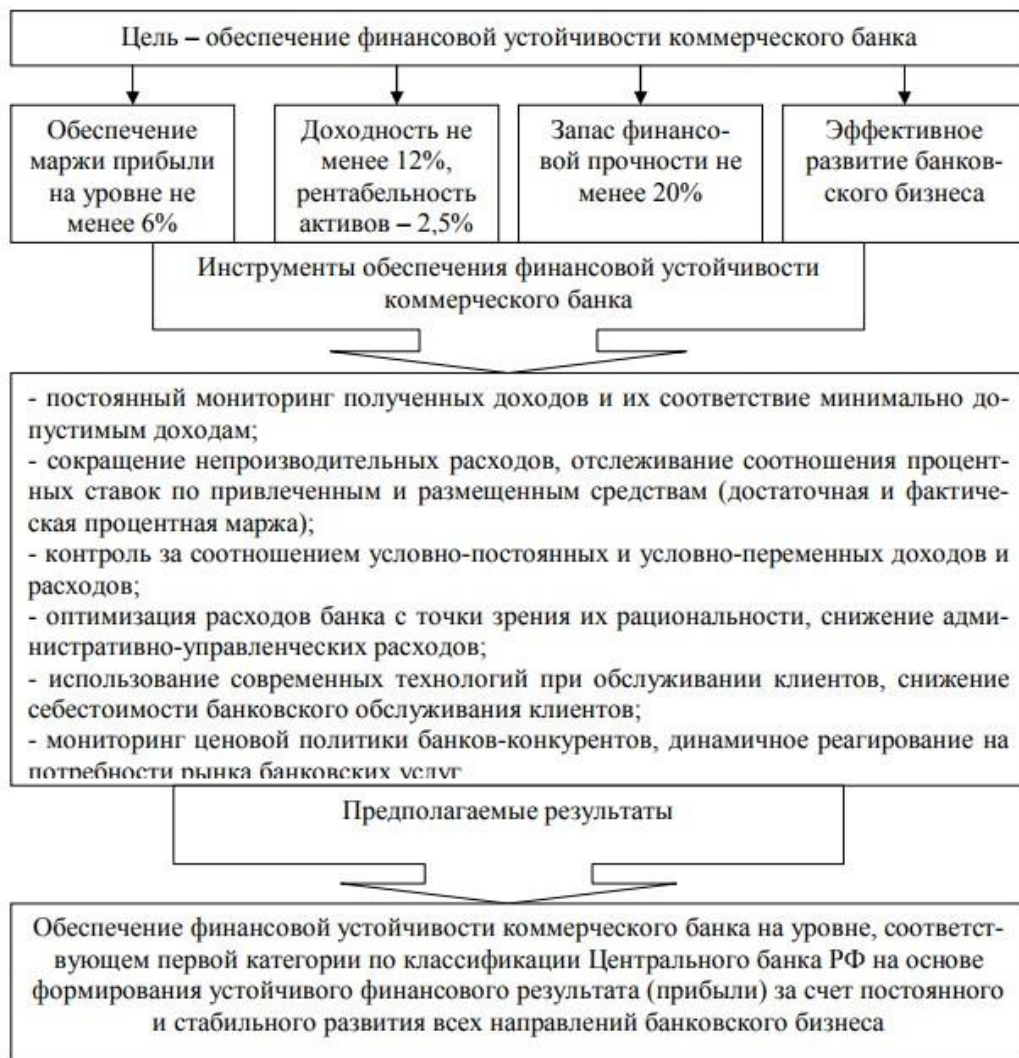 Цель – обеспечение финансовой устойчивости коммерческого банка
Обеспечение
маржи прибыли
на уровне не
менее 6%
Доходность не
менее 12%,
рентабельность
активов – 2,5%
Запас финансо-
вой прочности не
менее 20%
Эффективное
развитие банков-
ского бизнеса
Инструменты обеспечения финансовой устойчивости
коммерческого банка
- постоянный мониторинг полученных доходов и их соответствие минимально до-
пустимым доходам;
- сокращение непроизводительных расходов, отслеживание соотношения процент-
ных ставок по привлеченным и размещенным средствам (достаточная и фактиче-
ская процентная маржа);
- контроль за соотношением условно-постоянных и условно-переменных доходов и
расходов;
- оптимизация расходов банка с точки зрения их рациональности, снижение адми-
нистративно-управленческих расходов;
- использование современных технологий при обслуживании клиентов, снижение
себестоимости банковского обслуживания клиентов;
- мониторинг ценовой политики банков-конкурентов, динамичное реагирование на
потребности рынка банковских услуг
Предполагаемые результаты
Обеспечение финансовой устойчивости коммерческого банка на уровне, соответст-
вующем первой категории по классификации Центрального банка РФ на основе
формирования устойчивого финансового результата (прибыли) за счет постоянного
и стабильного развития всех направлений банковского бизнеса